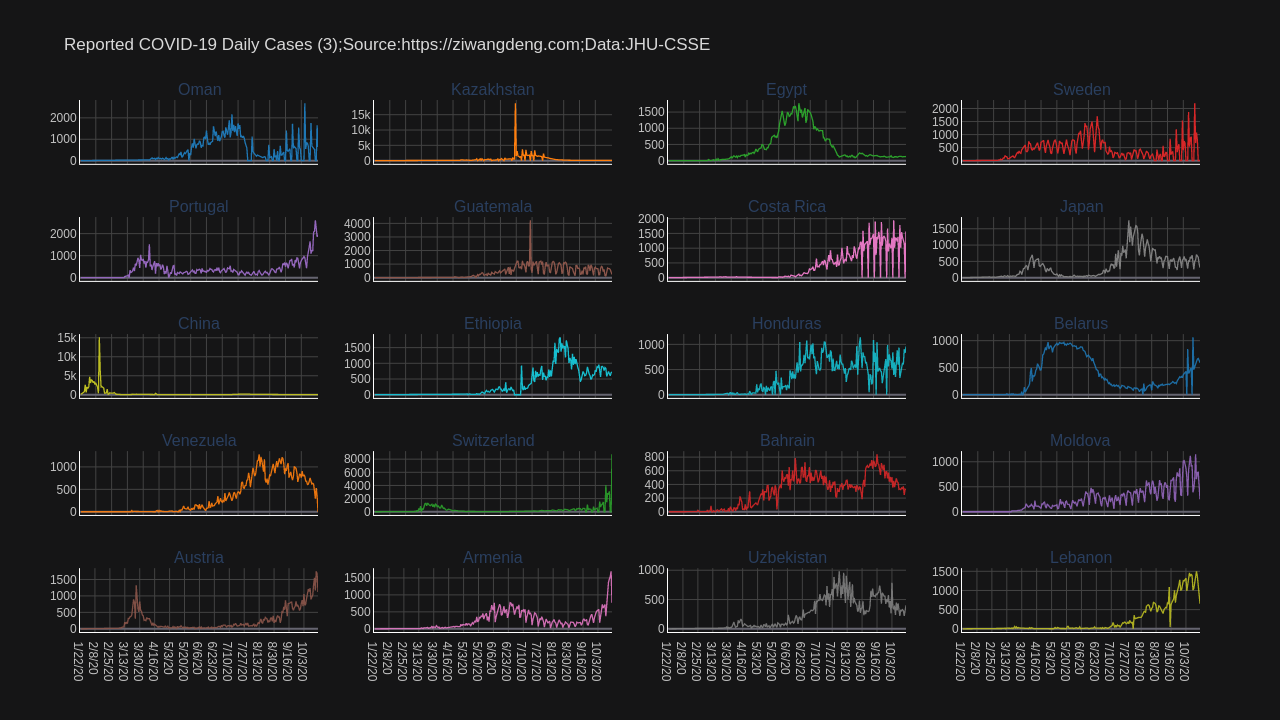 Reported COVID-19 Daily Cases (3);Source:https://ziwangdeng.com;Data:JHU-CSSE
Oman Kazakhstan Egypt Sweden
2000 1000 0 15k 10k 5k 0 1500 1000 500 0 2000 1500 1000 500 0
Portugal Guatemala Costa Rica Japan
2000 1000 0 4000 3000 2000 1000 0 2000 1500 1000 500 0 1500 1000 500 0
China Ethiopia Honduras Belarus
15k 10k 5k 0 1500 1000 500 0 1000 500 0 1000 500 0
Venezuela Switzerland Bahrain Moldova
1000 500 0 8000 6000 4000 2000 0 800 600 400 200 0 1000 500 0
Austria Armenia Uzbekistan Lebanon
1500 1000 500 0 1500 1000 500 0 1000 500 0 1500 1000 500 0
1/22/20 2/8/20 2/25/20 3/13/20 3/30/20 4/16/20 5/3/20 5/20/20 6/6/20 6/23/20 7/10/20 7/27/20 8/13/20 8/30/20 9/16/20 10/3/20
1/22/20 2/8/20 2/25/20 3/13/20 3/30/20 4/16/20 5/3/20 5/20/20 6/6/20 6/23/20 7/10/20 7/27/20 8/13/20 8/30/20 9/16/20 10/3/20
1/22/20 2/8/20 2/25/20 3/13/20 3/30/20 4/16/20 5/3/20 5/20/20 6/6/20 6/23/20 7/10/20 7/27/20 8/13/20 8/30/20 9/16/20 10/3/20
1/22/20 2/8/20 2/25/20 3/13/20 3/30/20 4/16/20 5/3/20 5/20/20 6/6/20 6/23/20 7/10/20 7/27/20 8/13/20 8/30/20 9/16/20 10/3/20